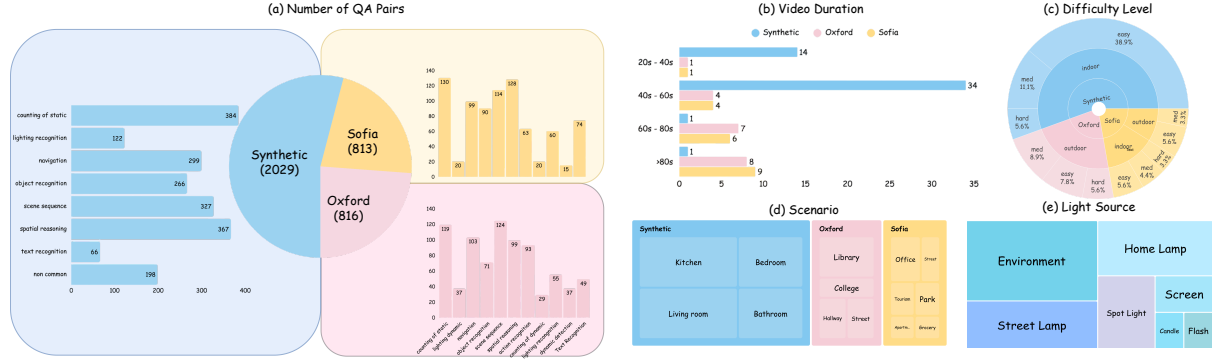 (a) Number of QA Pairs
counting of static
384
lighting recognition
122
navigation
299
object recognition
266
scene sequence
327
spatial reasoning
367
text recognition
66
non common
198
0
100
200
300
400
Synthetic
(2029)
Sofia
(813)
Oxford
(816)
140
120
100
80
60
40
20
0
130
20
99
90
114
128
63
20
60
15
74
140
120
100
80
60
40
20
0
119
37
103
71
124
99
93
29
55
37
49
counting of static
lighting dynamic
navigation
object recognition
scene sequence
spatial reasoning
action recognition
counting of dynamic
lighting recognition
dynamic detection
Text Recognition
(b) Video Duration
Synthetic
Oxford
Sofia
20s - 40s
14
1
1
40s - 60s
34
4
4
60s - 80s
1
7
6
>80s
1
8
9
0
5
10
15
20
25
30
35
(c) Difficulty Level
easy
38.9%
med
11.1%
hard
5.6%
indoor
Synthetic
Oxford
Sofia
outdoor
outdoor
indoor
med
3.3%
easy
5.6%
hard
3.3%
med
4.4%
easy
5.6%
hard
5.6%
easy
7.8%
med
8.9%
(d) Scenario
Synthetic
Kitchen
Bedroom
Living room
Bathroom
Oxford
Library
College
Hallway
Street
Sofia
Office
Street
Tourism
Park
Grocery
(e) Light Source
Environment
Home Lamp
Street Lamp
Spot Light
Screen
Candle
Flash